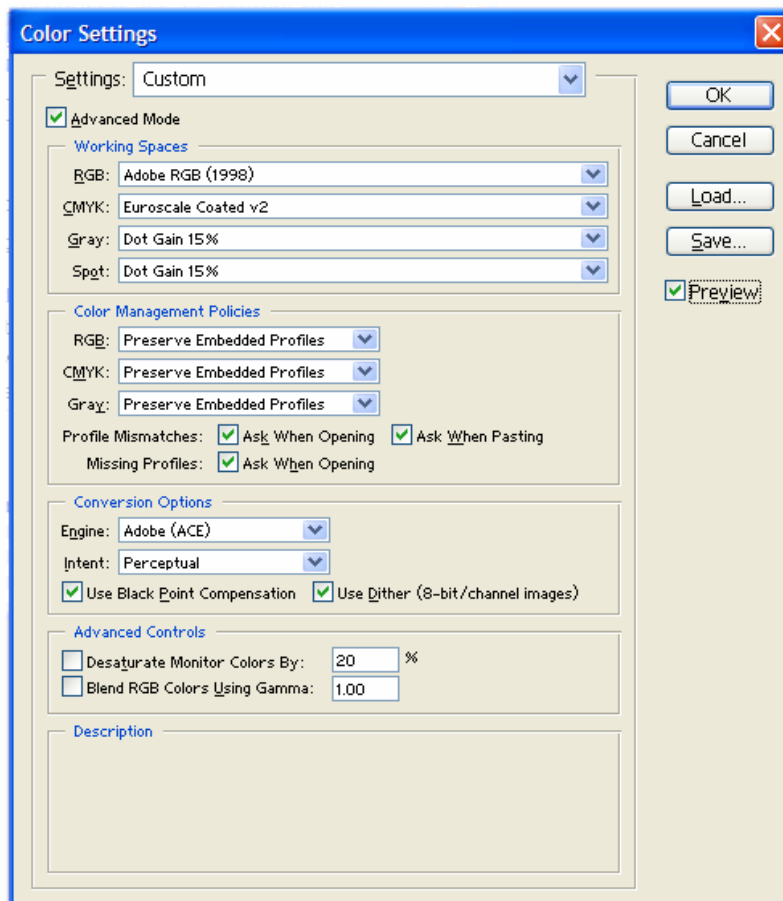 Color Settings
Settings: Custom
OK
Advanced Mode
Cancel
Working Spaces
RGB: Adobe RGB (1998)
Load...
CMYK: Euroscale Coated v2
Gray: Dot Gain 15%
Save...
Spot: Dot Gain 15%
Preview
Color Management Policies
RGB: Preserve Embedded Profiles
CMYK: Preserve Embedded Profiles
Gray: Preserve Embedded Profiles
Profile Mismatches: Ask When Opening Ask When Pasting
Missing Profiles: Ask When Opening
Conversion Options
Engine: Adobe (ACE)
Intent: Perceptual
Use Black Point Compensation Use Dither (8-bit/channel images)
Advanced Controls
Desaturate Monitor Colors By: 20 %
Blend RGB Colors Using Gamma: 1.00
Description